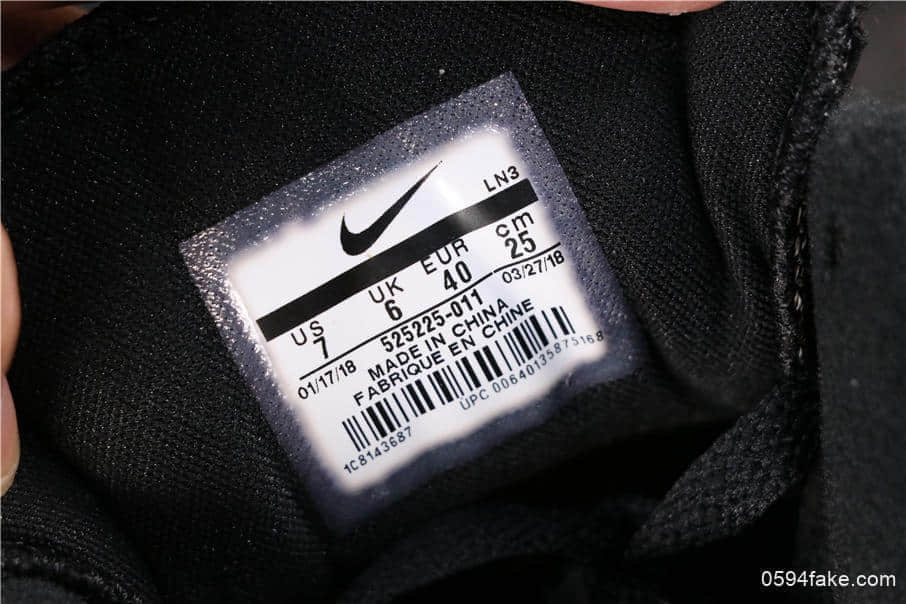 LN3
US UK EUR cm
7 6 40 25
01/17/18 525225-011 03/27/18
MADE IN CHINA
FABRIQUE EN CHINE
1C8143687 UPC 00640135875168
0594fake.com